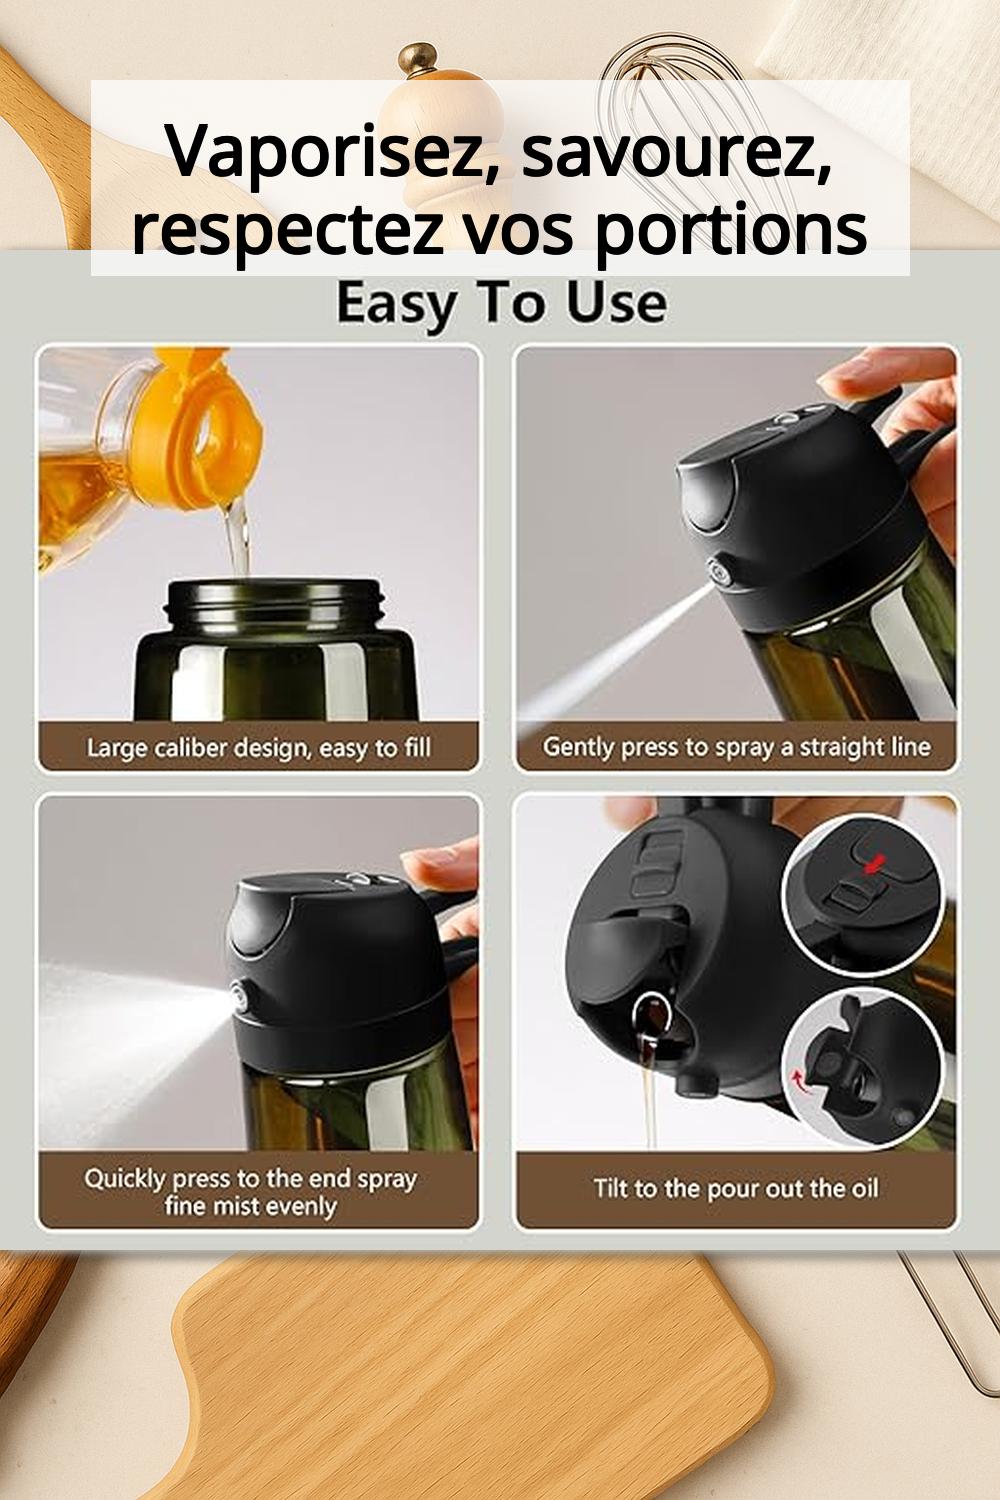 Vaporisez, savourez,
respectez vos portions
Easy To Use
Large caliber design, easy to fill
Gently press to spray a straight line
Quickly press to the end spray
fine mist evenly
Tilt to the pour out the oil